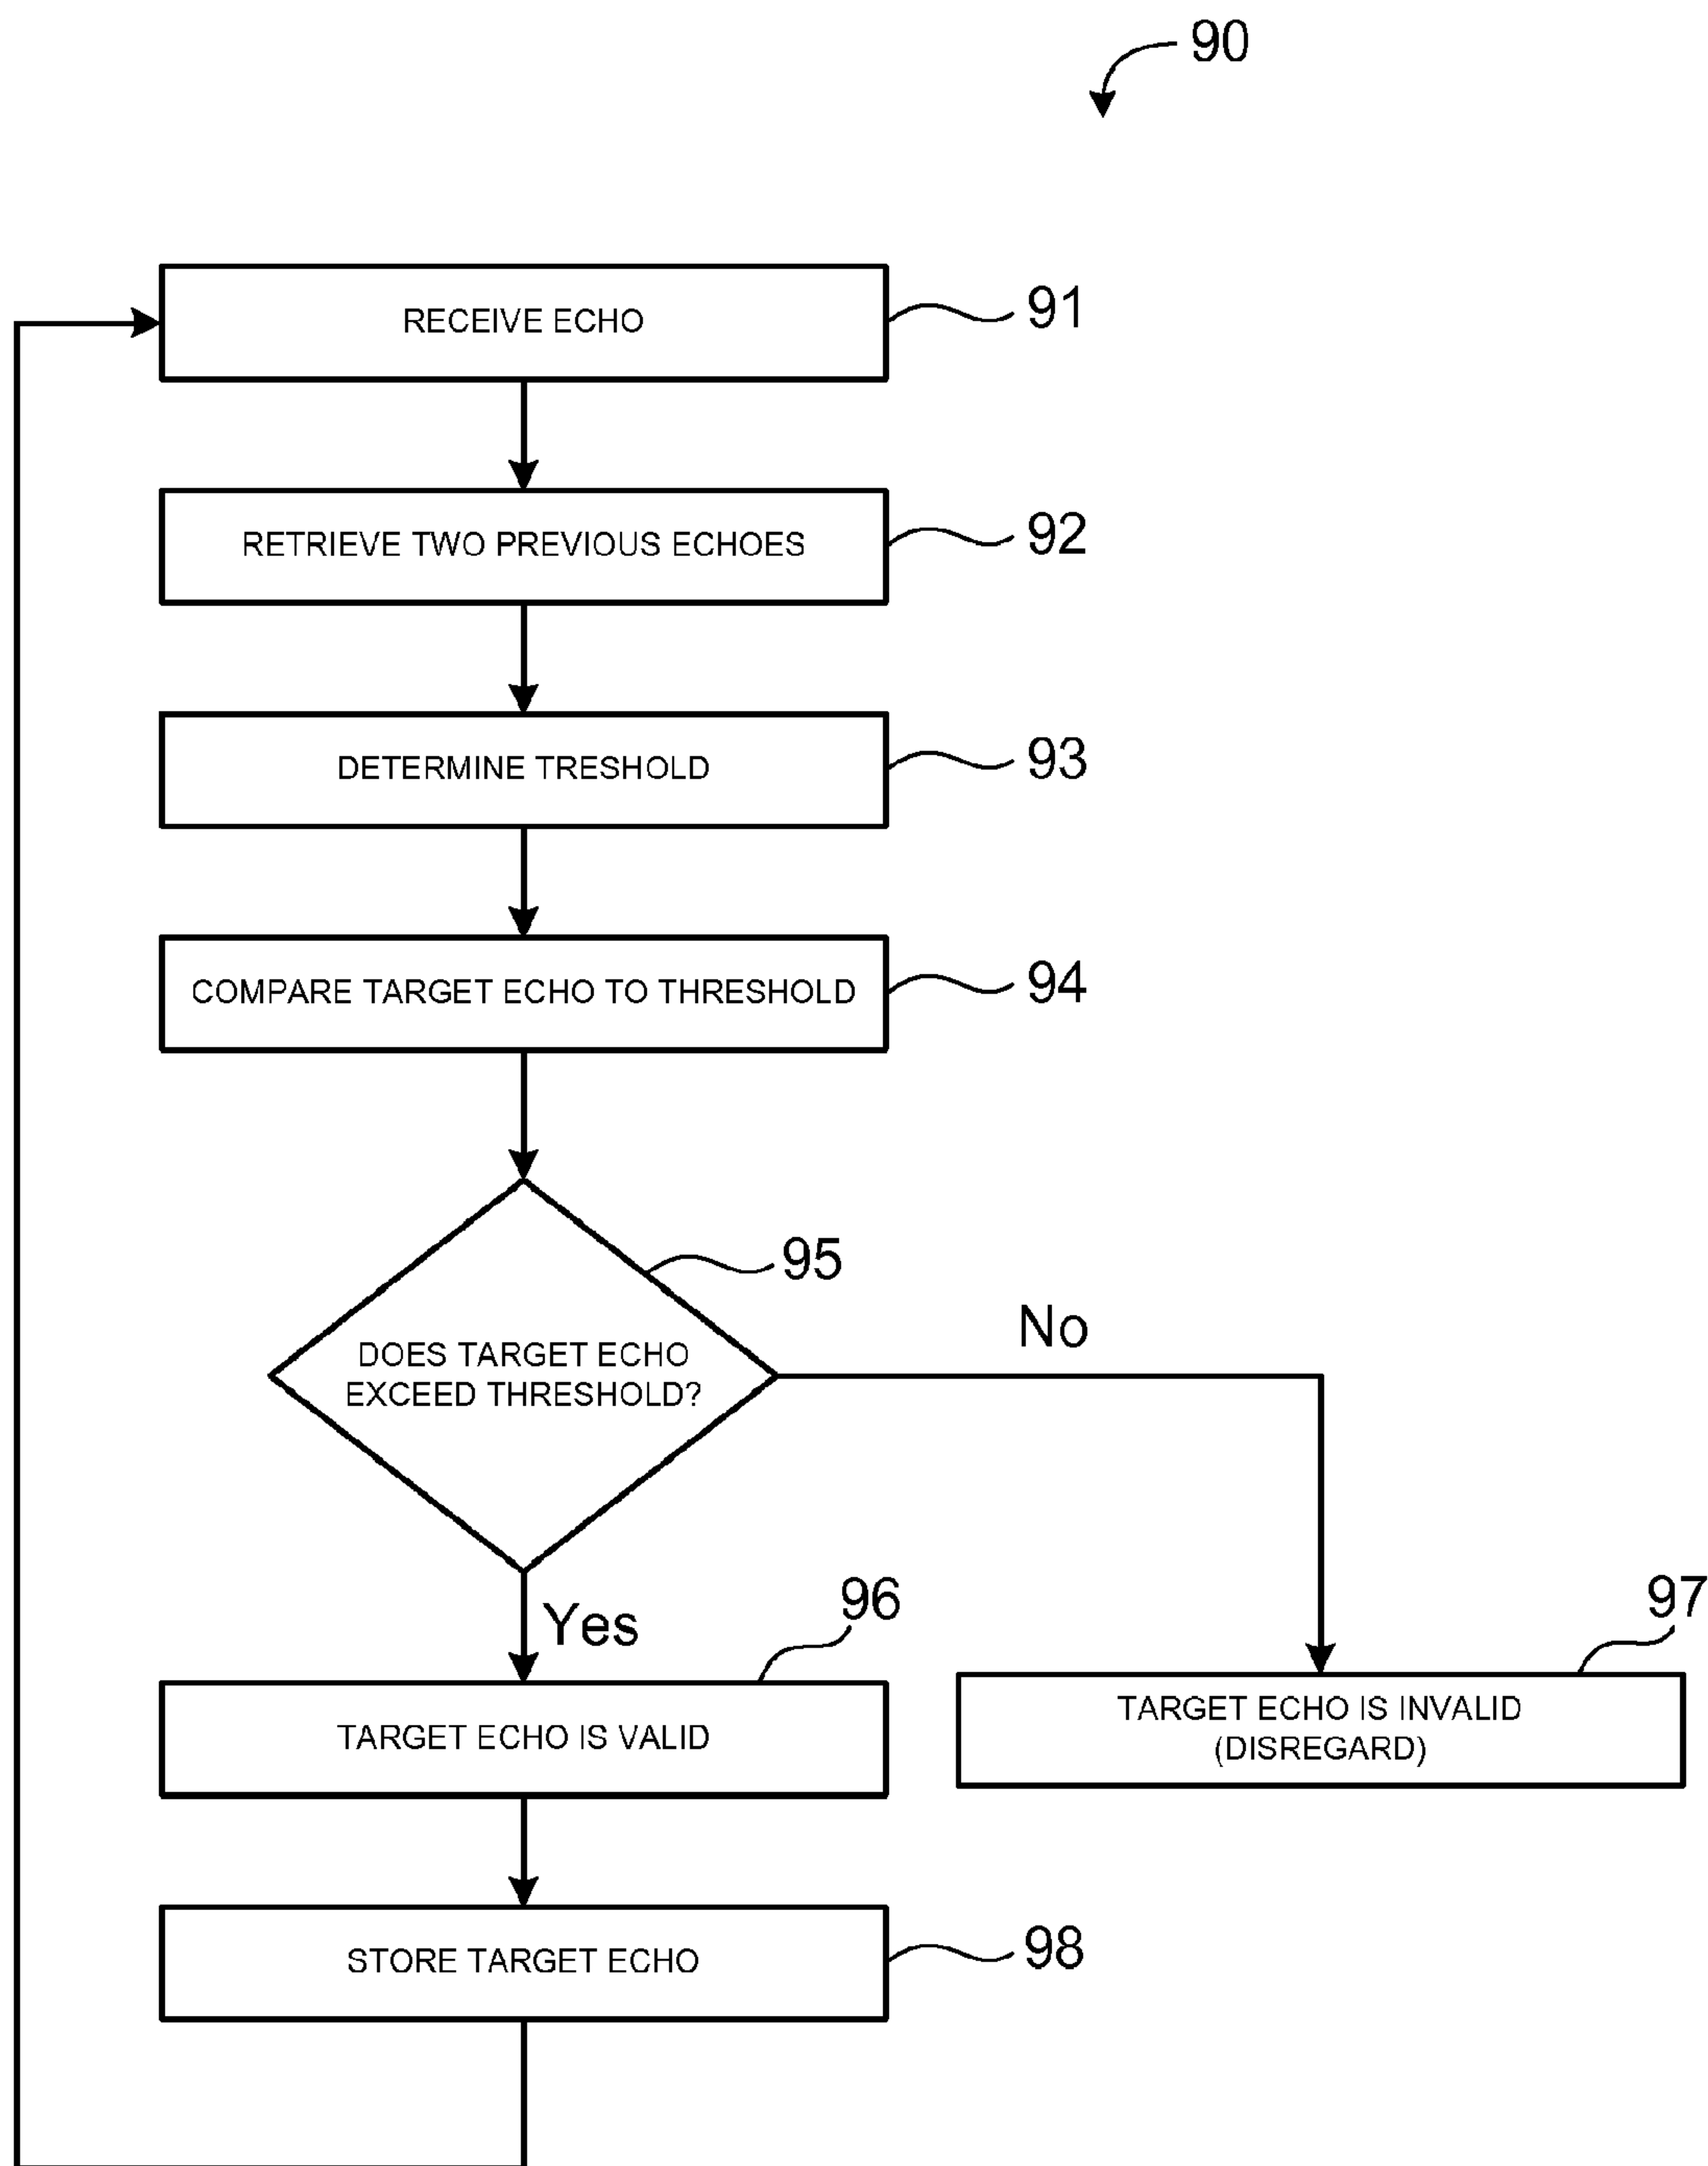 90
RECEIVE ECHO
91
RETRIEVE TWO PREVIOUS ECHOES
92
DETERMINE TRESHOLD
93
COMPARE TARGET ECHO TO THRESHOLD
94
95
DOES TARGET ECHO
EXCEED THRESHOLD?
No
Yes
96
97
TARGET ECHO IS VALID
TARGET ECHO IS INVALID
(DISREGARD)
STORE TARGET ECHO
98